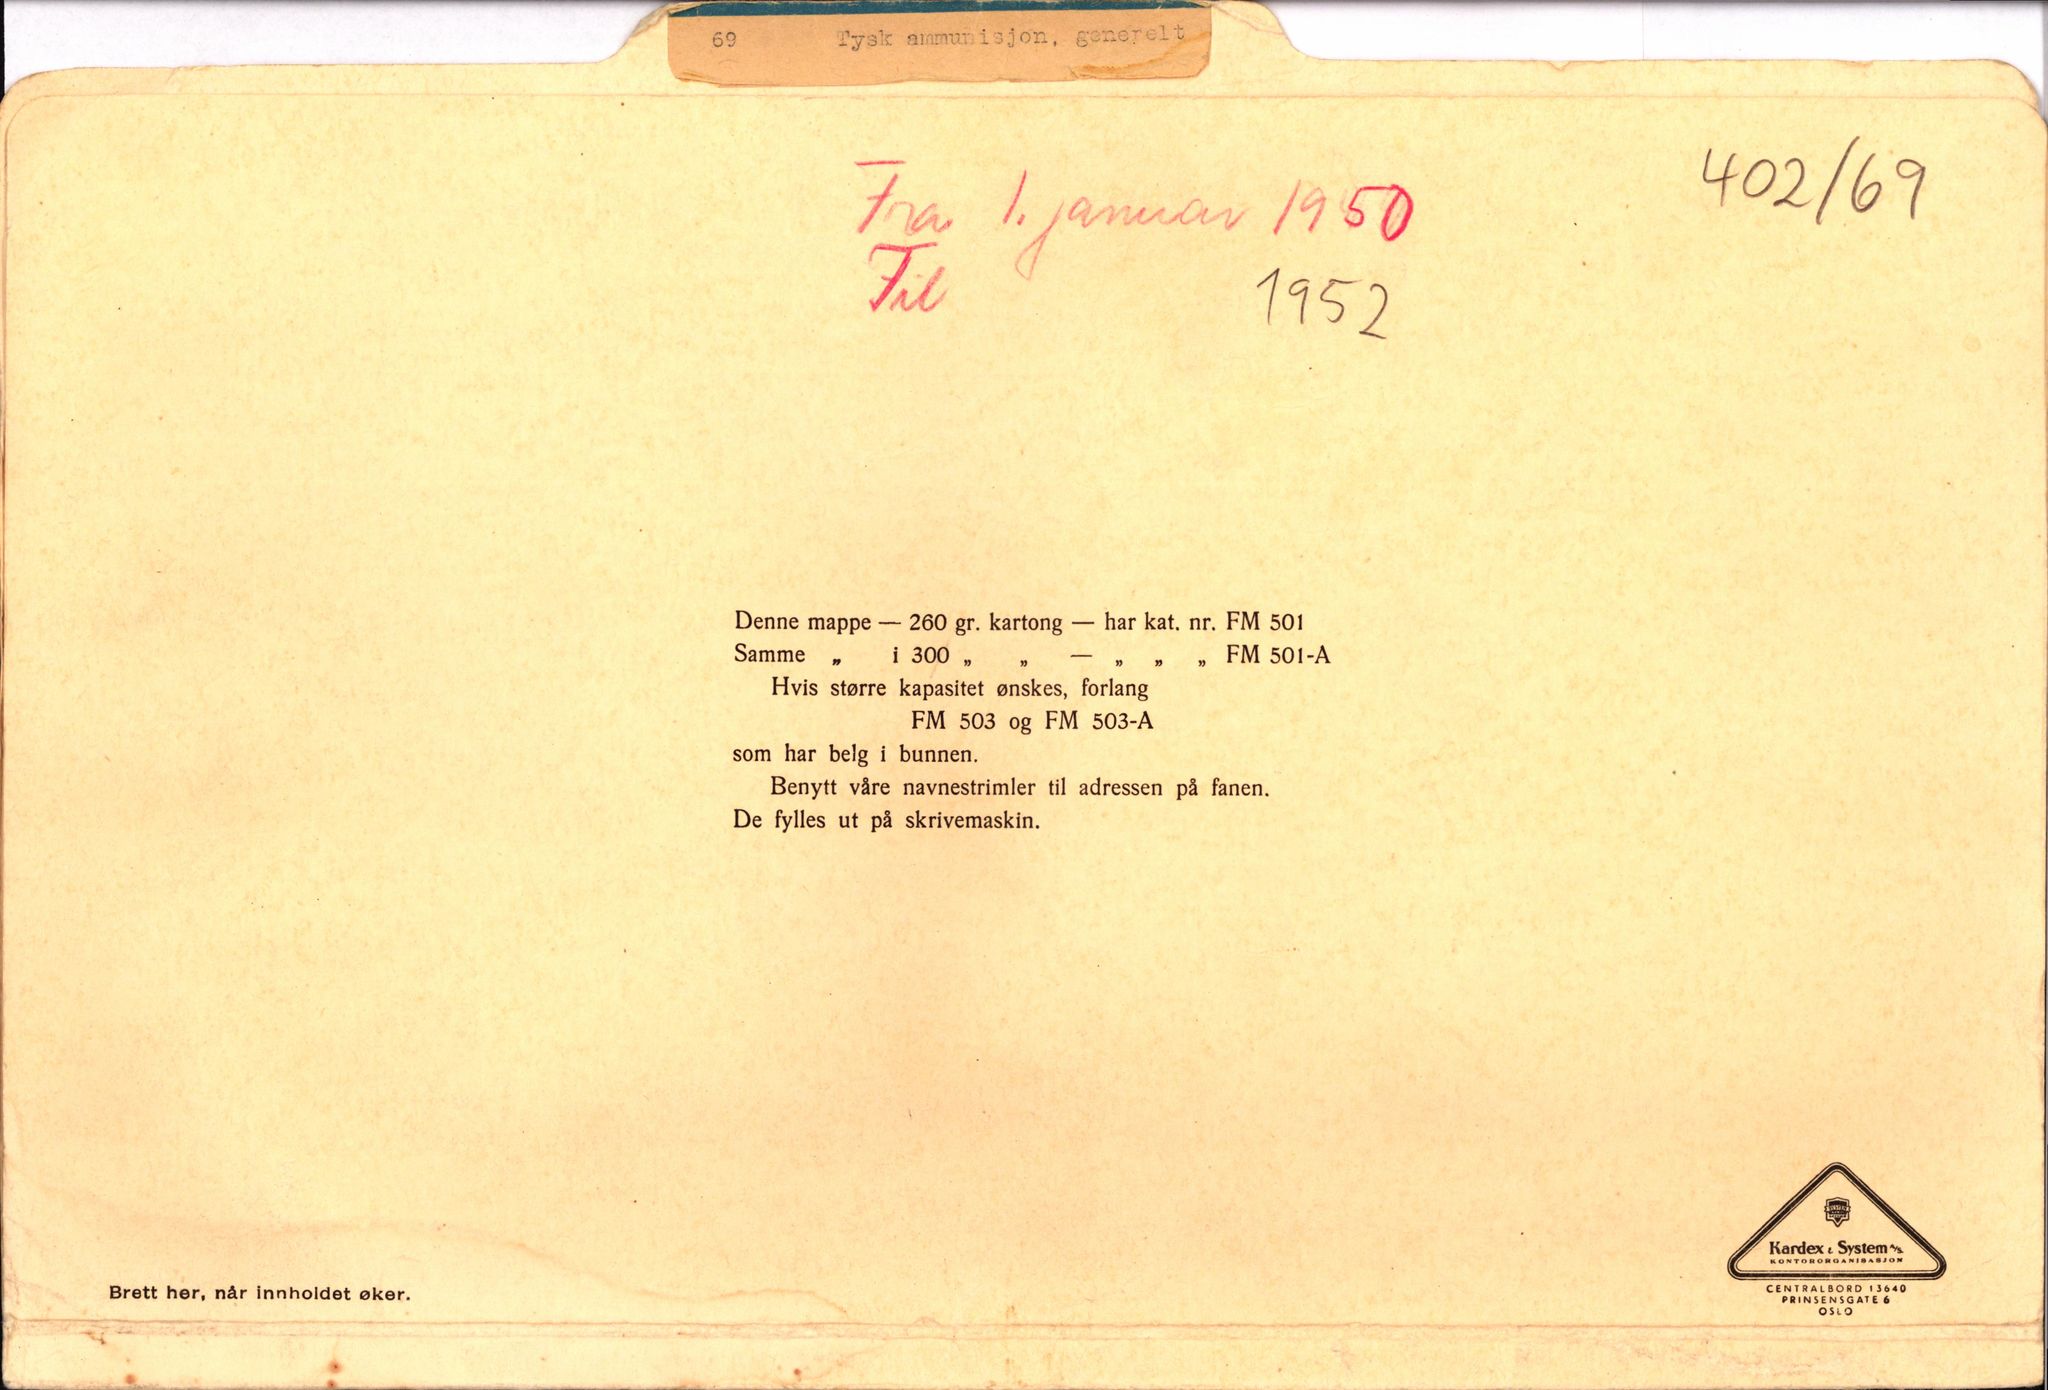 69 Tysk ammunisjon, generelt
402/69
Fra 1. januar 1950
Til 1952
Denne mappe — 260 gr. kartong — har kat. nr. FM 501
Samme „ i 300 „ „ — „ „ „ FM 501-A
Hvis større kapasitet ønskes, forlang
FM 503 og FM 503-A
som har belg i bunnen.
Benytt våre navnestrimler til adressen på fanen.
De fylles ut på skrivemaskin.
Brett her, når innholdet øker.
Kardex & System A/S
KONTORORGANISASJON
CENTRALBORD 13640
PRINSENSGATE 6
OSLO